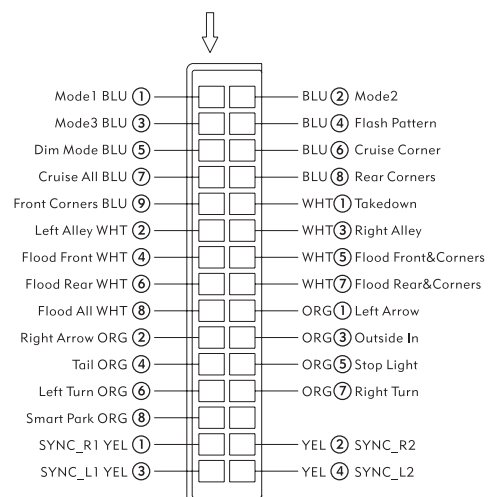 Mode1 BLU ① BLU ② Mode2
Mode3 BLU ③ BLU ④ Flash Pattern
Dim Mode BLU ⑤ BLU ⑥ Cruise Corner
Cruise All BLU ⑦ BLU ⑧ Rear Corners
Front Corners BLU ⑨ WHT ① Takedown
Left Alley WHT ② WHT ③ Right Alley
Flood Front WHT ④ WHT ⑤ Flood Front&Corners
Flood Rear WHT ⑥ WHT ⑦ Flood Rear&Corners
Flood All WHT ⑧ ORG ① Left Arrow
Right Arrow ORG ② ORG ③ Outside In
Tail ORG ④ ORG ⑤ Stop Light
Left Turn ORG ⑥ ORG ⑦ Right Turn
Smart Park ORG ⑧
SYNC_R1 YEL ① YEL ② SYNC_R2
SYNC_L1 YEL ③ YEL ④ SYNC_L2